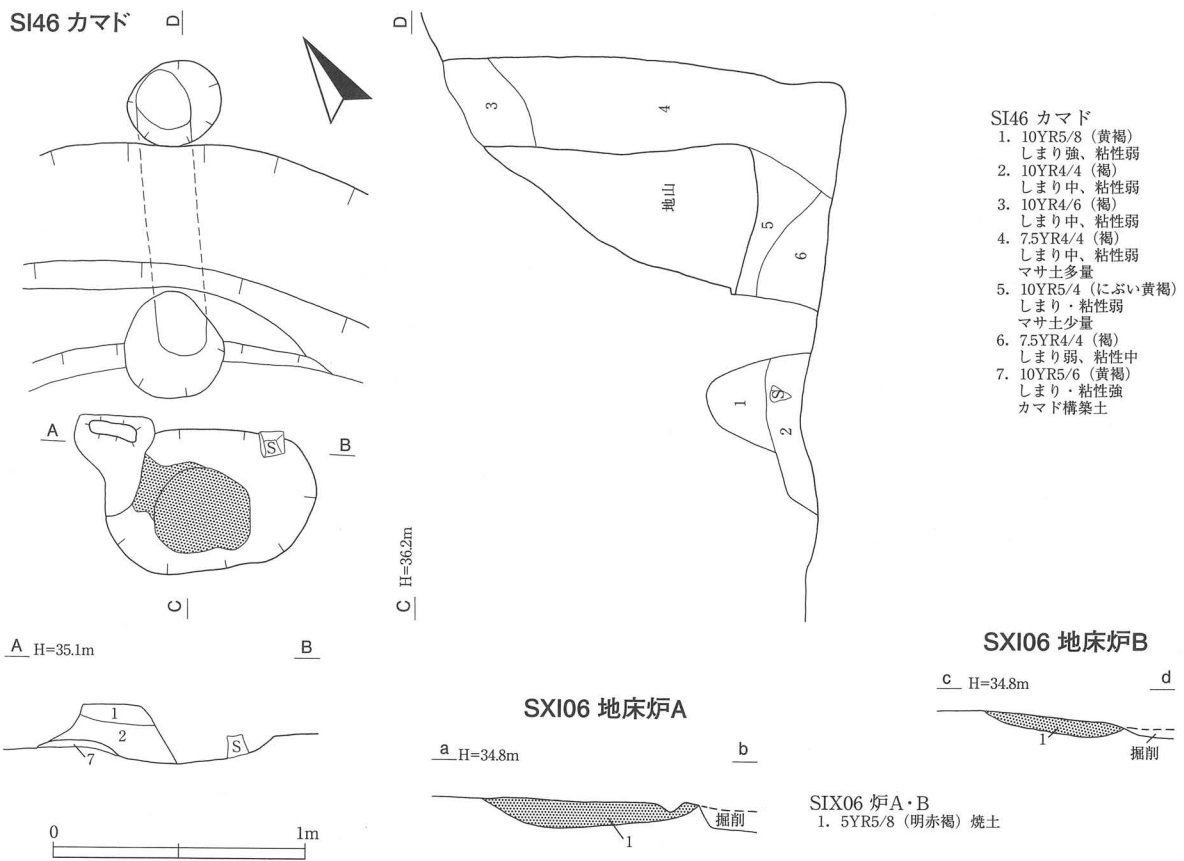 SI46 カマド
D
A
S
B
C
D
3
4
地山
5
6
1
S
2
C H=36.2m
SI46 カマド
1. 10YR5/8（黄褐）
しまり強、粘性弱
2. 10YR4/4（褐）
しまり中、粘性弱
3. 10YR4/6（褐）
しまり中、粘性弱
4. 7.5YR4/4（褐）
しまり中、粘性弱
マサ土多量
5. 10YR5/4（にぶい黄褐）
しまり・粘性弱
マサ土少量
6. 7.5YR4/4（褐）
しまり弱、粘性中
7. 10YR5/6（黄褐）
しまり・粘性強
カマド構築土
A H=35.1m B
1
2
7
S
0 1m
SXI06 地床炉A
a H=34.8m b
1
掘削
SXI06 地床炉B
c H=34.8m d
1
掘削
SIX06 炉A・B
1. 5YR5/8（明赤褐）焼土